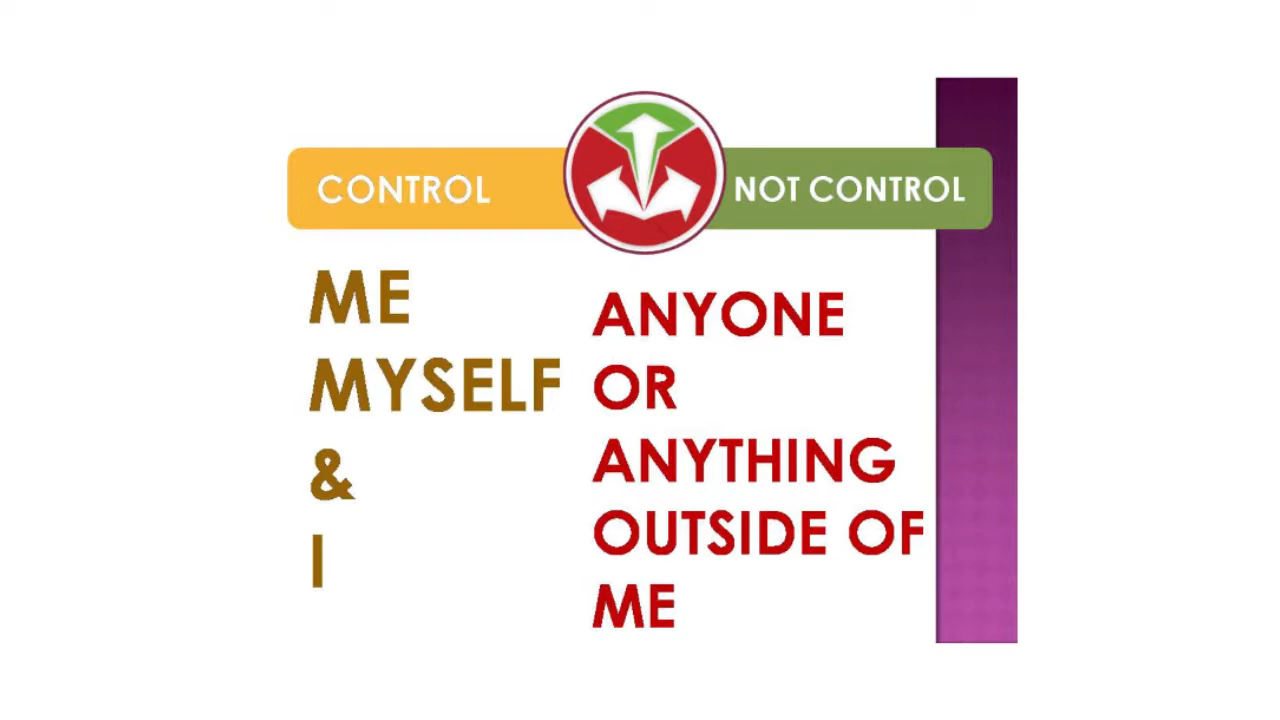 CONTROL
NOT CONTROL
ME
MYSELF
&
I
ANYONE
OR
ANYTHING
OUTSIDE OF
ME